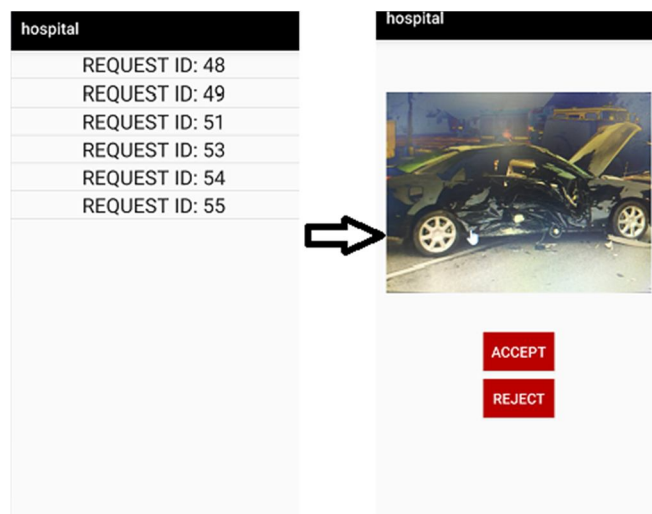 hospital
REQUEST ID: 48
REQUEST ID: 49
REQUEST ID: 51
REQUEST ID: 53
REQUEST ID: 54
REQUEST ID: 55
hospital
ACCEPT
REJECT